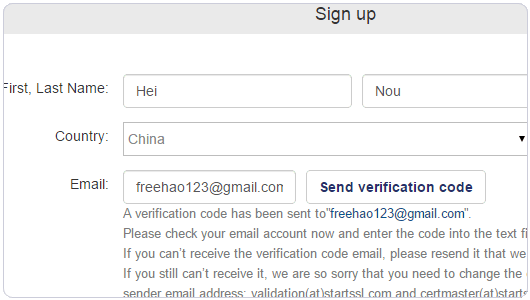 Sign up
First, Last Name: Hei Nou
Country: China
Email: freehao123@gmail.com Send verification code
A verification code has been sent to"freehao123@gmail.com".
Please check your email account now and enter the code into the text fi
If you can't receive the verification code email, please resend it that we
If you still can't receive it, we are so sorry that you need to change the
sender email address: validation(at)startssl.com and certmaster(at)starts